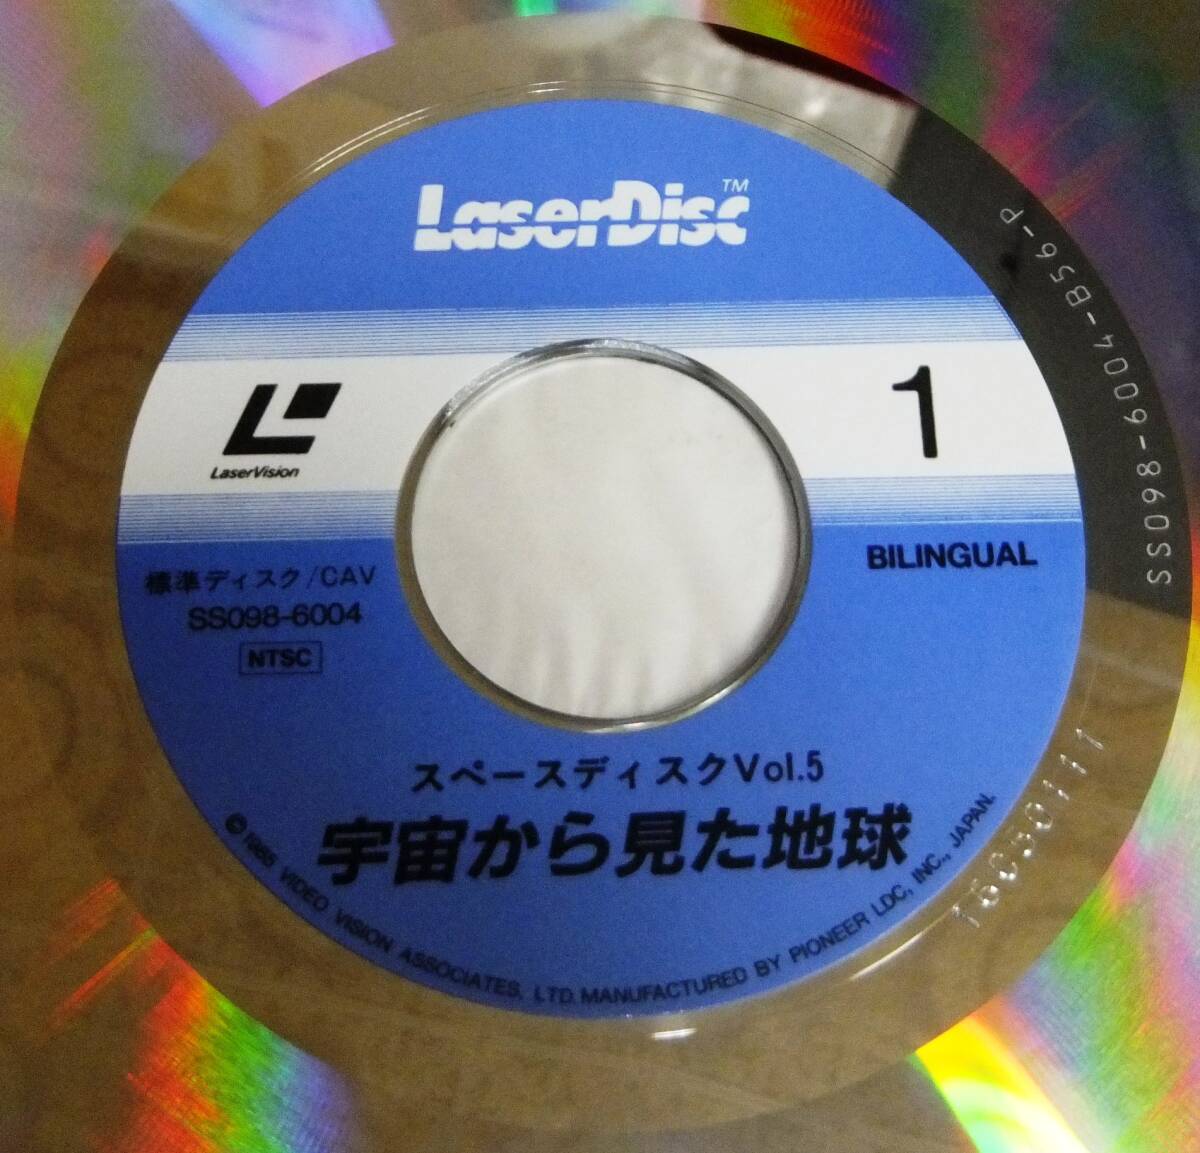 LaserDisc™
1
LaserVision
標準ディスク/CAV
SS098-6004
NTSC
BILINGUAL
スペースディスクVol.5
宇宙から見た地球
© 1985 VIDEO VISION ASSOCIATES, LTD. MANUFACTURED BY PIONEER LDC, INC., JAPAN.
SS098-6004-B56-P